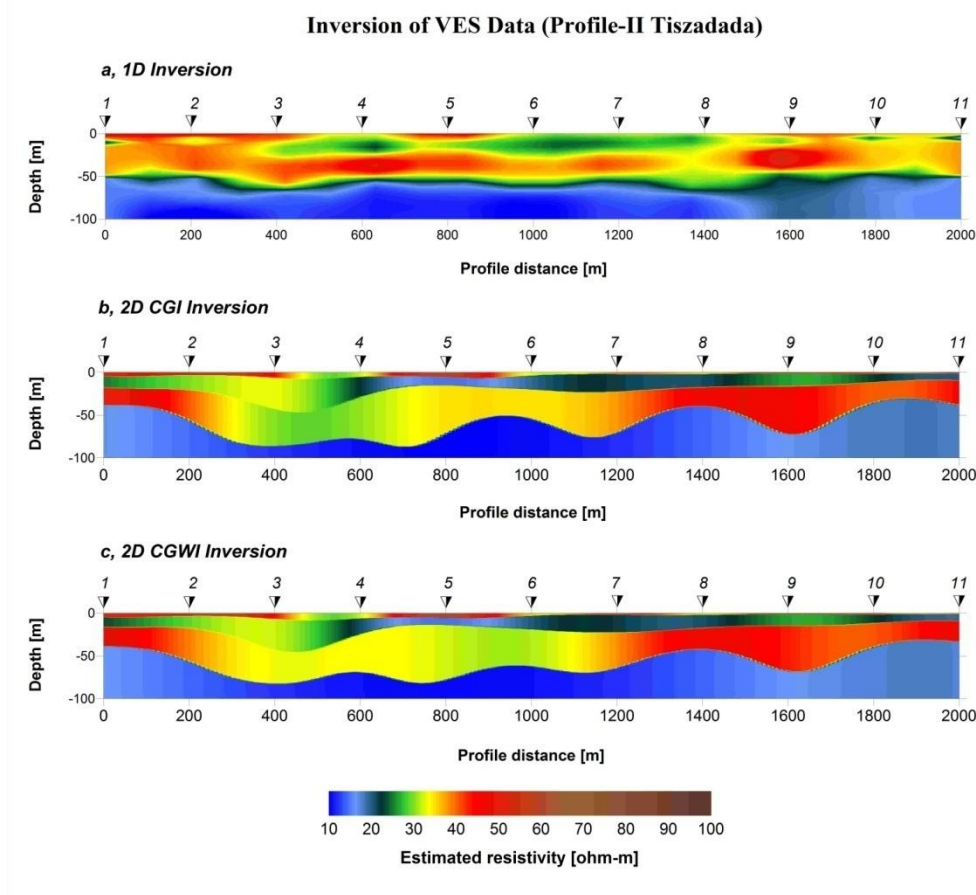 Inversion of VES Data (Profile-II Tiszadada)
a, 1D Inversion
1 2 3 4 5 6 7 8 9 10 11
0
-50
-100
Depth [m]
0 200 400 600 800 1000 1200 1400 1600 1800 2000
Profile distance [m]
b, 2D CGI Inversion
1 2 3 4 5 6 7 8 9 10 11
0
-50
-100
Depth [m]
0 200 400 600 800 1000 1200 1400 1600 1800 2000
Profile distance [m]
c, 2D CGWI Inversion
1 2 3 4 5 6 7 8 9 10 11
0
-50
-100
Depth [m]
0 200 400 600 800 1000 1200 1400 1600 1800 2000
Profile distance [m]
10 20 30 40 50 60 70 80 90 100
Estimated resistivity [ohm-m]